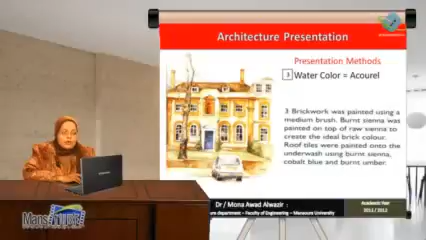 Architecture Presentation
Presentation Methods
3 Water Color = Acourel
3 Brickwork was painted using a
medium brush. Burnt sienna was
painted on top of raw sienna to
create the ideal brick colour.
Roof tiles were painted onto the
underwash using burnt sienna,
cobalt blue and burnt umber.
Dr / Mona Awad Alwazir :
Academic Year
2011 / 2012
department – Faculty of Engineering – Mansoura University